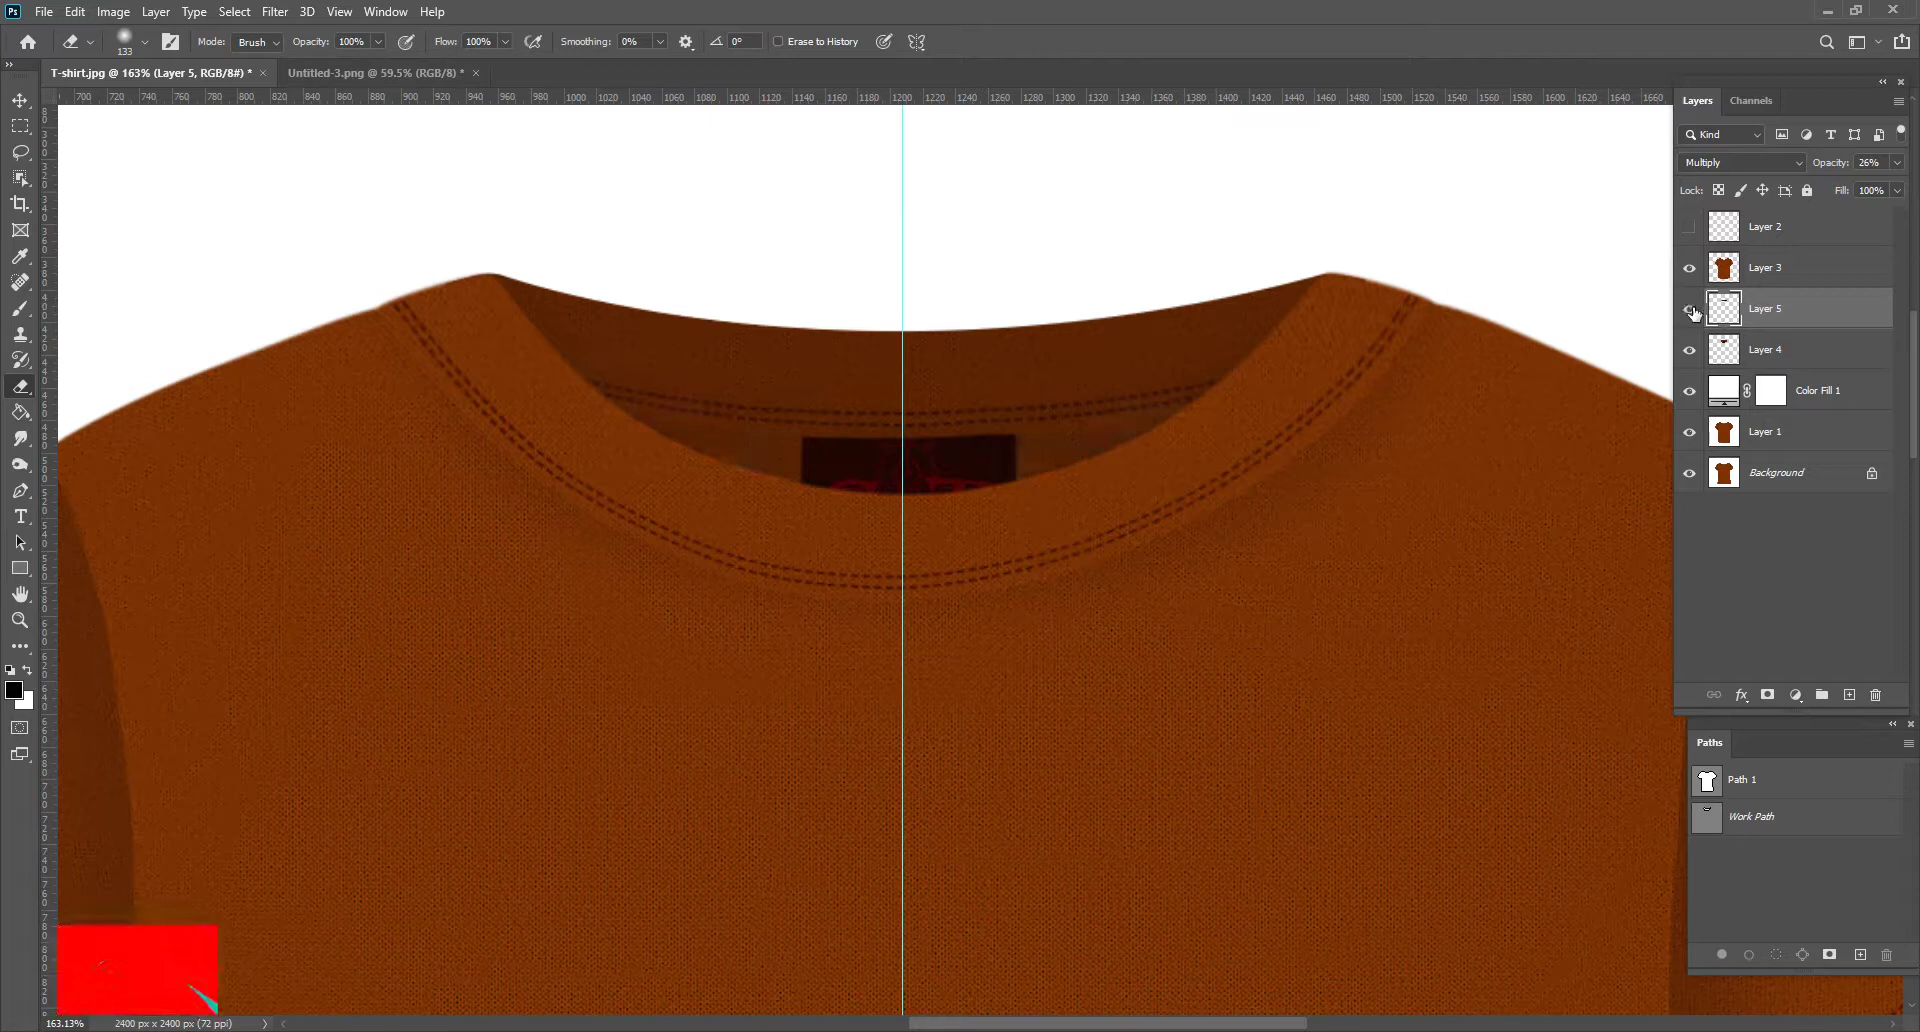 Ps File Edit Image Layer Type Select Filter 3D View Window Help
133 Mode: Brush Opacity: 100% Flow: 100% Smoothing: 0% 0° Erase to History
T-shirt.jpg @ 163% (Layer 5, RGB/8#) * × Untitled-3.png @ 59.5% (RGB/8) * ×
700 720 740 760 780 800 820 840 860 880 900 920 940 960 980 1000 1020 1040 1060 1080 1100 1120 1140 1160 1180 1200 1220 1240 1260 1280 1300 1320 1340 1360 1380 1400 1420 1440 1460 1480 1500 1520 1540 1560 1580 1600 1620 1640 1660
Layers Channels
Kind
Multiply Opacity: 26%
Lock: Fill: 100%
Layer 2
Layer 3
Layer 5
Layer 4
Color Fill 1
Layer 1
Background
fx
Paths
Path 1
Work Path
163.13% 2400 px x 2400 px (72 ppi)